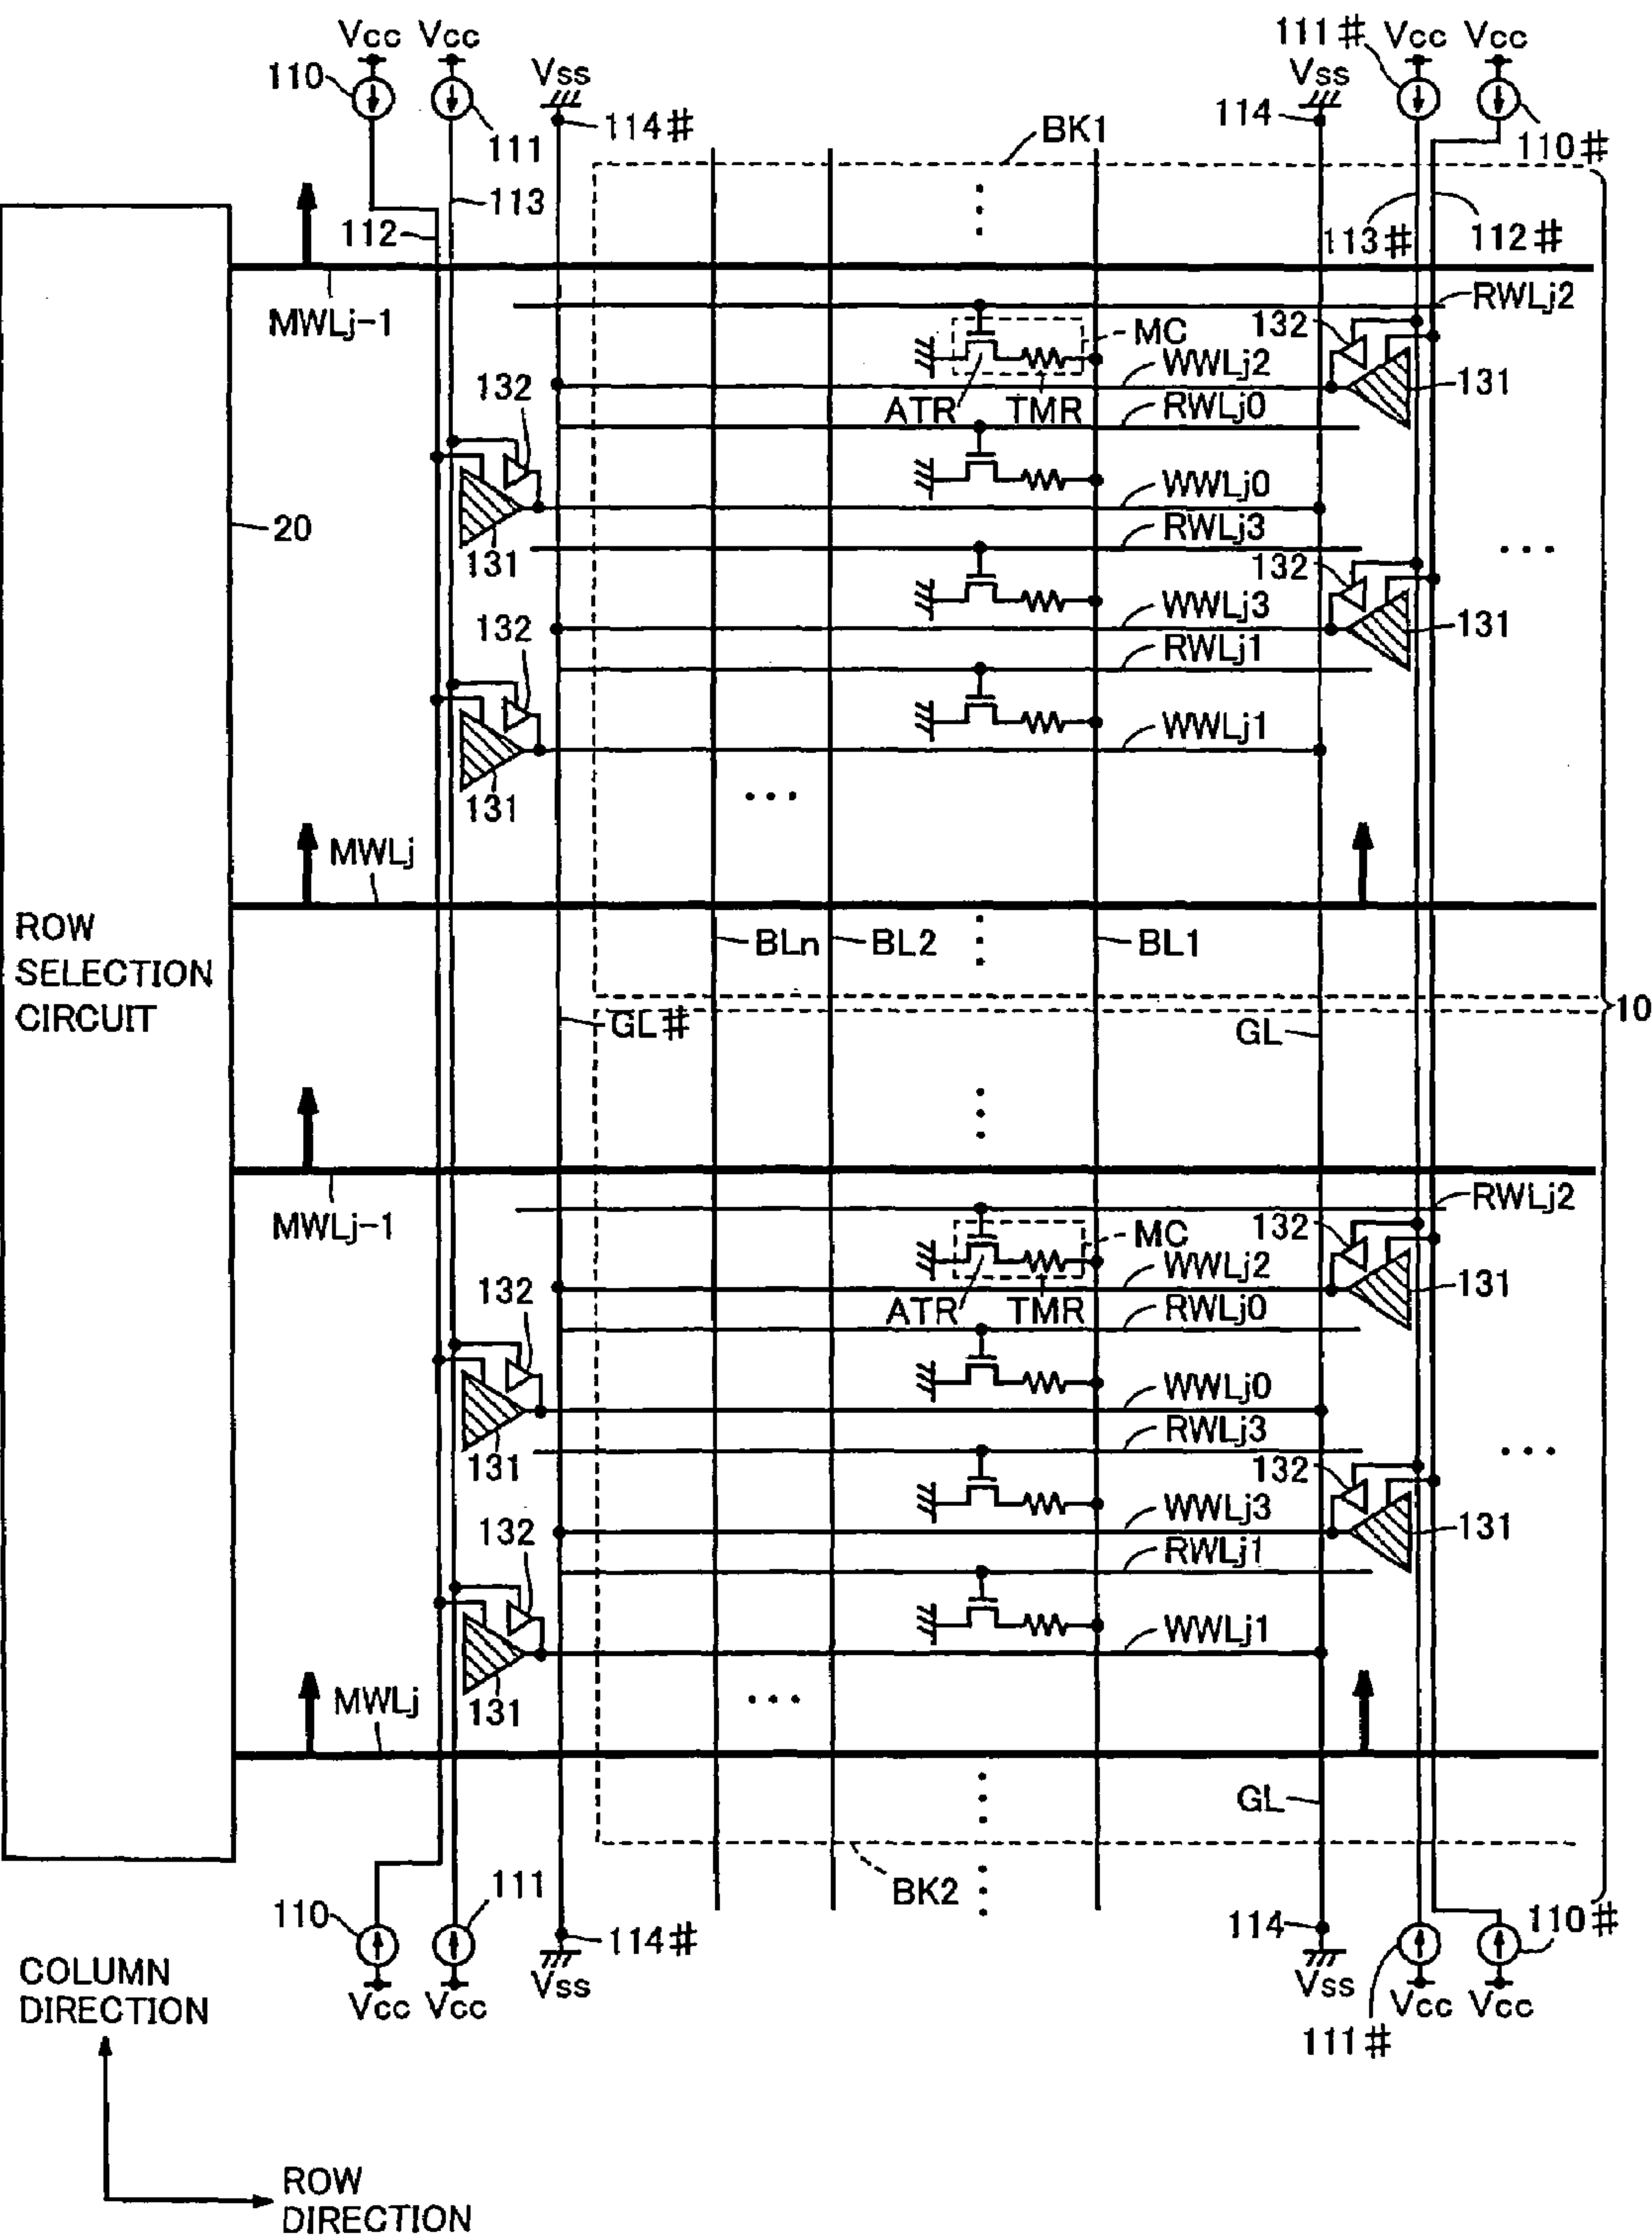 Vcc Vcc
110
111
Vss
114#
BK1
111# Vcc Vcc
Vss
114
110#
113
112
113# 112#
MWLj-1
RWLj2
132
MC
WWLj2
131
132
ATR TMR RWLj0
WWLj0
RWLj3
20
131
132
WWLj3
131
132
RWLj1
WWLj1
131
...
MWLj
ROW
SELECTION
CIRCUIT
BLn BL2 BL1
10
GL# GL
MWLj-1
RWLj2
132
MC
WWLj2
131
132
ATR TMR RWLj0
WWLj0
RWLj3
131
132
WWLj3
131
132
RWLj1
WWLj1
131
...
MWLj
GL
BK2
110
111
114#
114
110#
Vcc Vcc
Vss
Vss
Vcc Vcc
111#
COLUMN
DIRECTION
ROW
DIRECTION